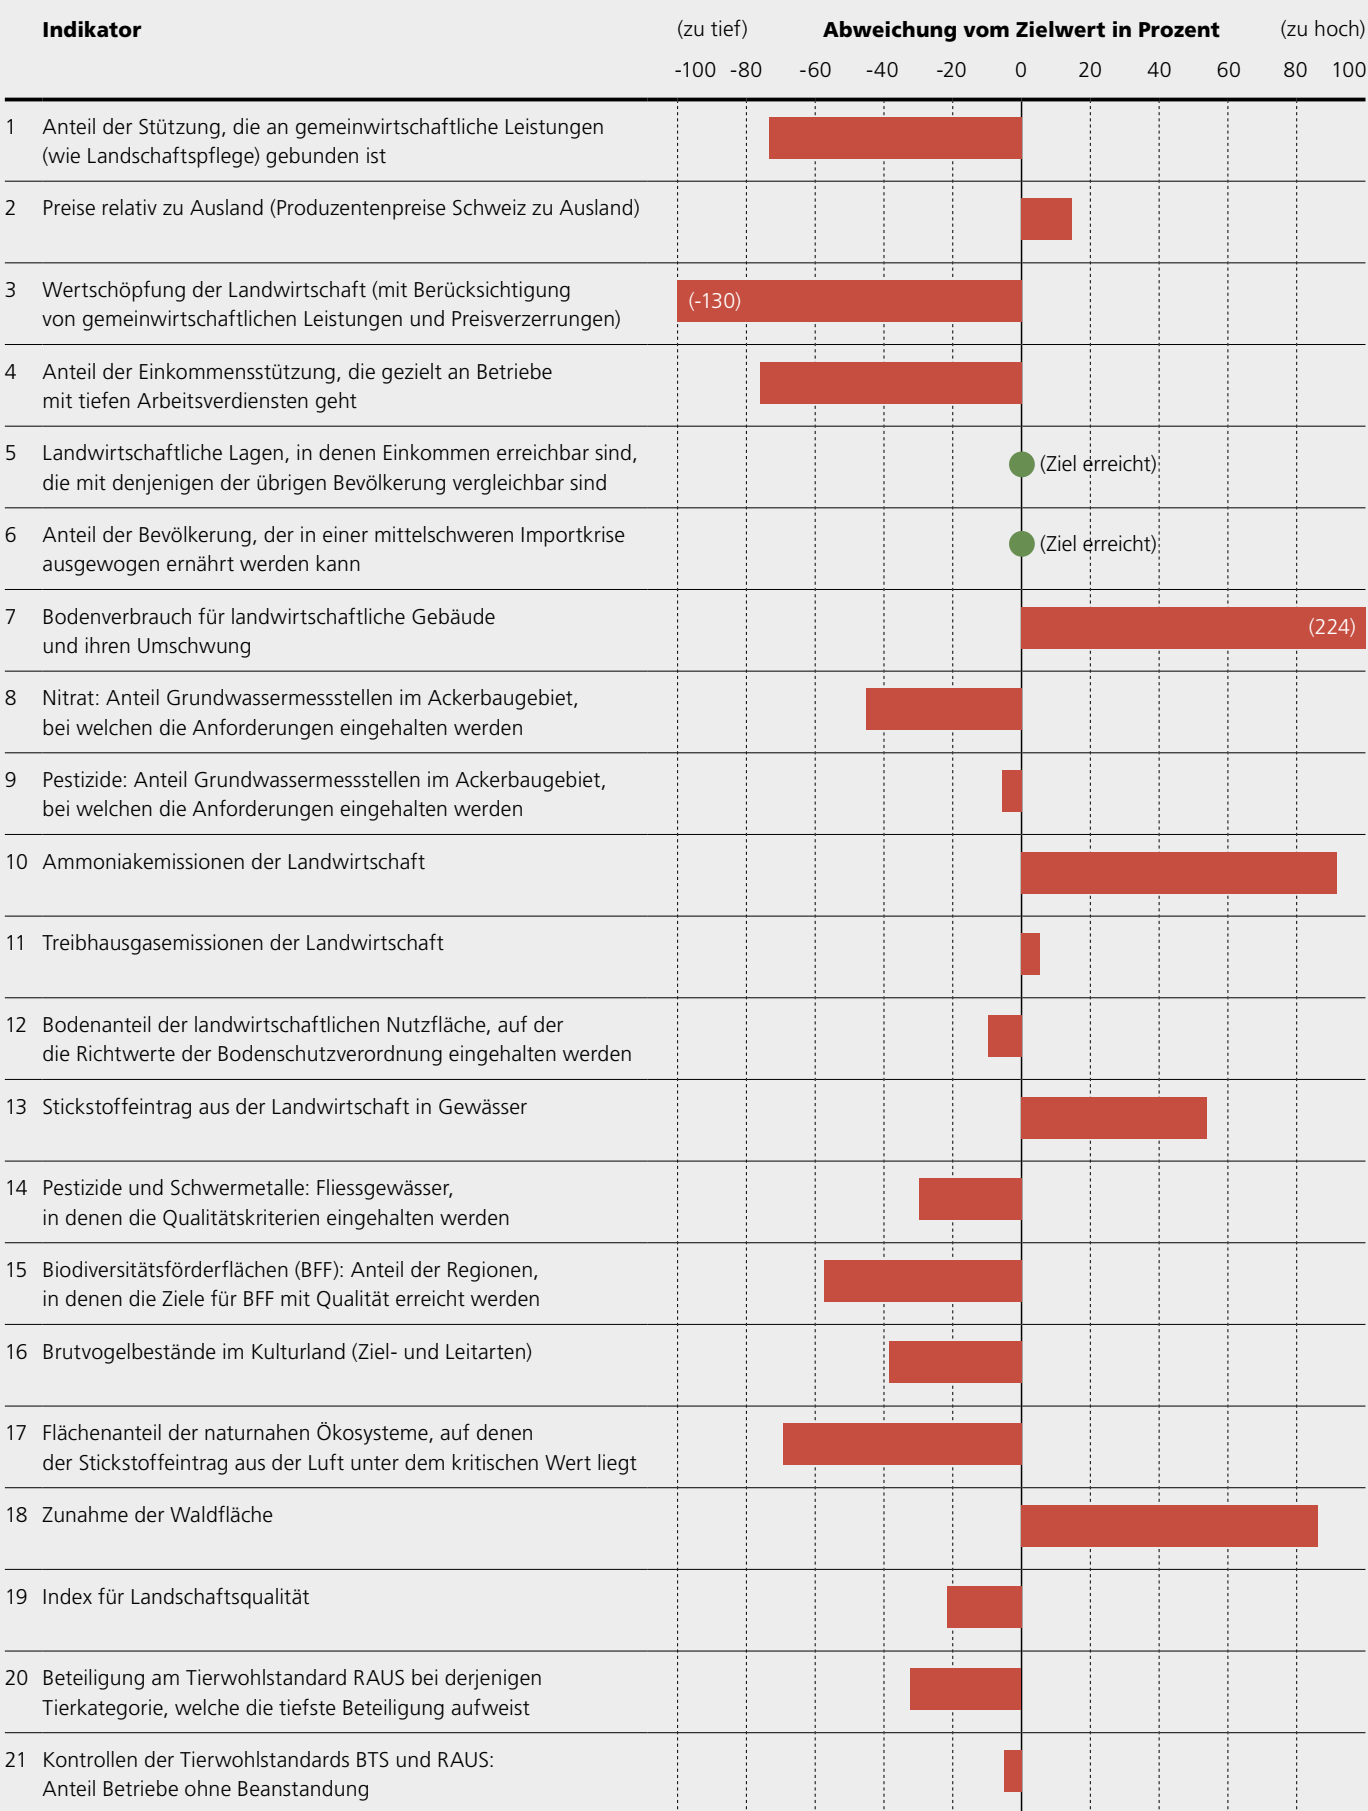 Indikator (zu tief) Abweichung vom Zielwert in Prozent (zu hoch)
-100 -80 -60 -40 -20 0 20 40 60 80 100
1 Anteil der Stützung, die an gemeinwirtschaftliche Leistungen
(wie Landschaftspflege) gebunden ist
2 Preise relativ zu Ausland (Produzentenpreise Schweiz zu Ausland)
3 Wertschöpfung der Landwirtschaft (mit Berücksichtigung
von gemeinwirtschaftlichen Leistungen und Preisverzerrungen)
(-130)
4 Anteil der Einkommensstützung, die gezielt an Betriebe
mit tiefen Arbeitsverdiensten geht
5 Landwirtschaftliche Lagen, in denen Einkommen erreichbar sind,
die mit denjenigen der übrigen Bevölkerung vergleichbar sind
(Ziel erreicht)
6 Anteil der Bevölkerung, der in einer mittelschweren Importkrise
ausgewogen ernährt werden kann
(Ziel erreicht)
7 Bodenverbrauch für landwirtschaftliche Gebäude
und ihren Umschwung
(224)
8 Nitrat: Anteil Grundwassermessstellen im Ackerbaugebiet,
bei welchen die Anforderungen eingehalten werden
9 Pestizide: Anteil Grundwassermessstellen im Ackerbaugebiet,
bei welchen die Anforderungen eingehalten werden
10 Ammoniakemissionen der Landwirtschaft
11 Treibhausgasemissionen der Landwirtschaft
12 Bodenanteil der landwirtschaftlichen Nutzfläche, auf der
die Richtwerte der Bodenschutzverordnung eingehalten werden
13 Stickstoffeintrag aus der Landwirtschaft in Gewässer
14 Pestizide und Schwermetalle: Fliessgewässer,
in denen die Qualitätskriterien eingehalten werden
15 Biodiversitätsförderflächen (BFF): Anteil der Regionen,
in denen die Ziele für BFF mit Qualität erreicht werden
16 Brutvogelbestände im Kulturland (Ziel- und Leitarten)
17 Flächenanteil der naturnahen Ökosysteme, auf denen
der Stickstoffeintrag aus der Luft unter dem kritischen Wert liegt
18 Zunahme der Waldfläche
19 Index für Landschaftsqualität
20 Beteiligung am Tierwohlstandard RAUS bei derjenigen
Tierkategorie, welche die tiefste Beteiligung aufweist
21 Kontrollen der Tierwohlstandards BTS und RAUS:
Anteil Betriebe ohne Beanstandung